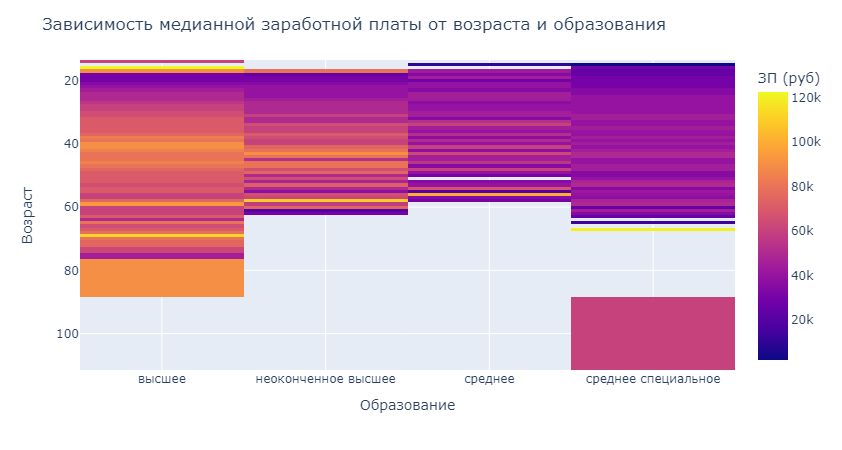 Зависимость медианной заработной платы от возраста и образования
ЗП (руб)
120k
100k
80k
60k
40k
20k
Возраст
20
40
60
80
100
высшее
неоконченное высшее
среднее
среднее специальное
Образование